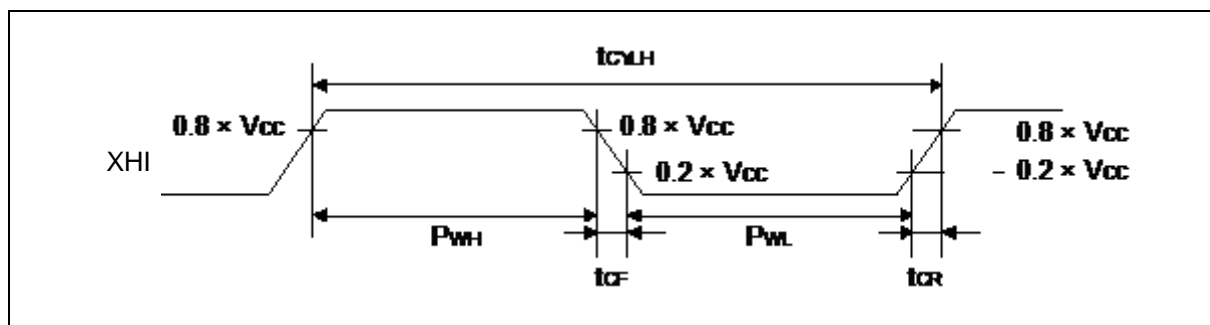 tCYLH
0.8 × VCC 0.8 × VCC 0.8 × VCC
XHI 0.2 × VCC 0.2 × VCC
PWH PWL
tCF tCR